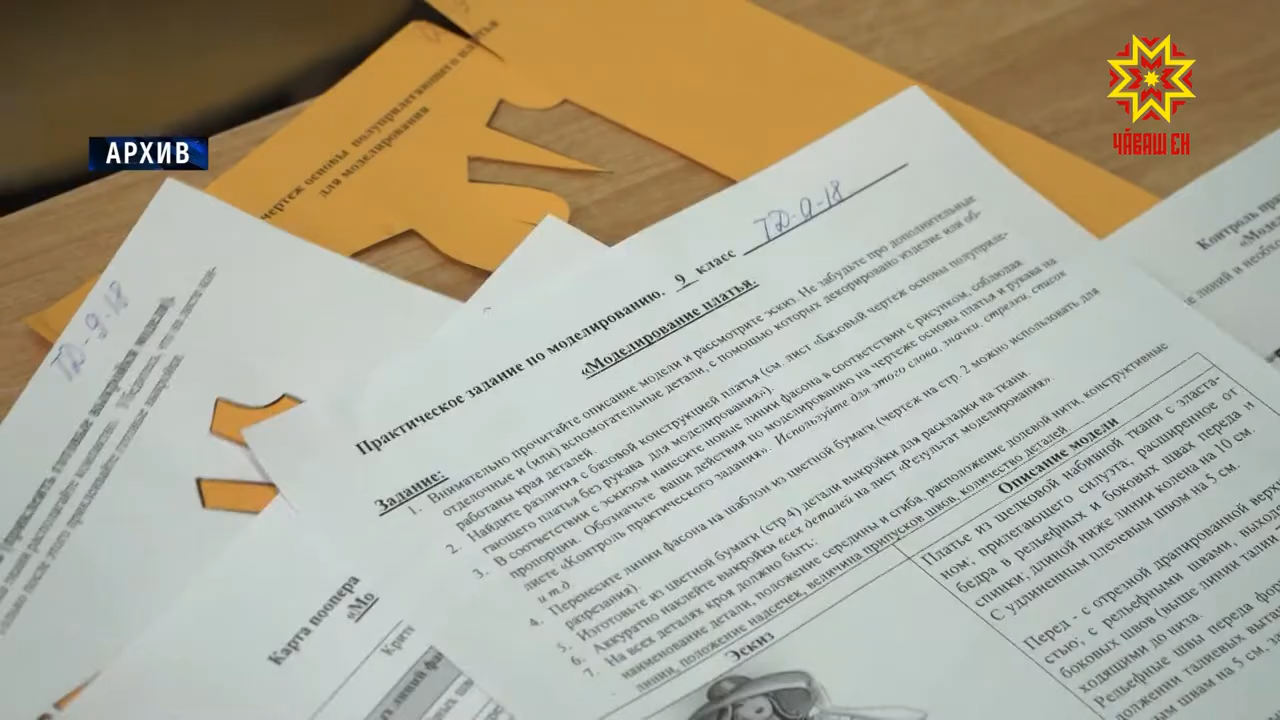 АРХИВ
ЧӐВАШ ЕН
чертеж основы полуприлегающего платья
для моделирования
ТД-9-18
ТД-9-18
Практическое задание по моделированию. 9 класс
«Моделирование платья.
Задание:
1. Внимательно прочитайте описание модели и рассмотрите эскиз. Не забудьте про дополнительные
отделочные и (или) вспомогательные детали, с помощью которых декорировано изделие или об-
работаны края деталей.
2. Найдите различия с базовой конструкцией платья (см. лист «Базовый чертеж основы полуприле-
гающего платья без рукава для моделирования»).
3. В соответствии с эскизом нанесите новые линии фасона в соответствии с рисунком, соблюдая
пропорции. Обозначьте ваши действия по моделированию на чертеже основы платья и рукава на
листе «Контроль практического задания». Используйте для этого слова, значки, стрелки, список
и т.д
4. Перенесите линии фасона на шаблон из цветной бумаги (чертеж на стр. 2 можно использовать для
разрезания).
5. Изготовьте из цветной бумаги (стр.4) детали выкройки для раскладки на ткани.
6. Аккуратно наклейте выкройки всех деталей на лист «Результат моделирования»
7. На всех деталях кроя должно быть:
наименование детали, положение середины и сгиба, расположение долевой нити, конструктивные
линии, положение надсечек, величина припусков швов, количество деталей.
Эскиз
Описание модели
Платье из шелковой набивной ткани с эласта-
ном; прилегающего силуэта, расширенное от
бедра в рельефных и боковых швах переда и
спинки; длиной ниже линии колена на 10 см.
С удлиненным плечевым швом на 5 см.
Перед - с отрезной драпированной верх
стью; с рельефными швами, выход
боковых швов (выше линии талии
ходящими до низа.
Рельефные швы переда фор
положении талиевых выта
ым швам на 5 см, за
Карта поопера
«Мо
Крит
Контроль пра
«Моде
е линий и необхо